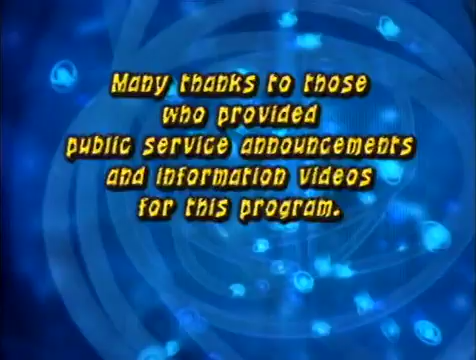 Many thanks to those
who provided
public service announcements
and information videos
for this program.